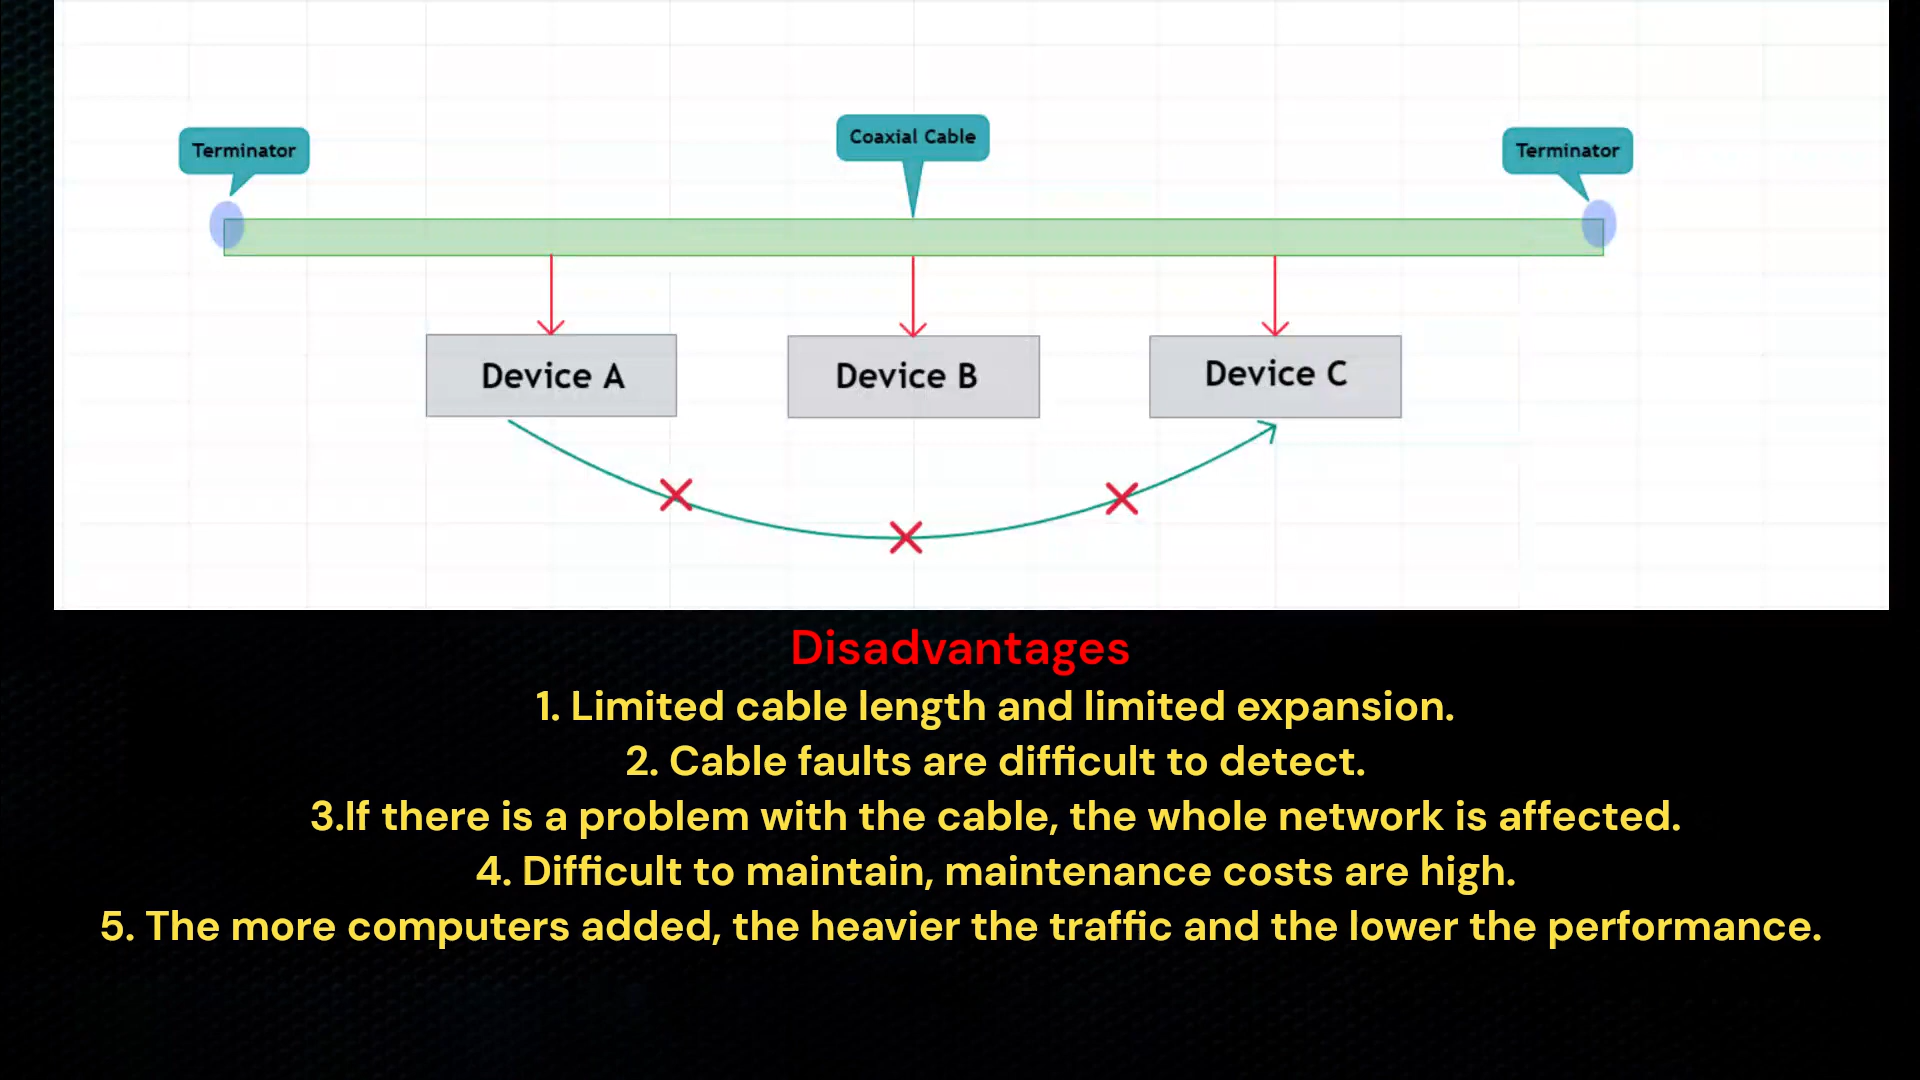 Terminator
Coaxial Cable
Terminator
Device A
Device B
Device C
Disadvantages
1. Limited cable length and limited expansion.
2. Cable faults are difficult to detect.
3.If there is a problem with the cable, the whole network is affected.
4. Difficult to maintain, maintenance costs are high.
5. The more computers added, the heavier the traffic and the lower the performance.